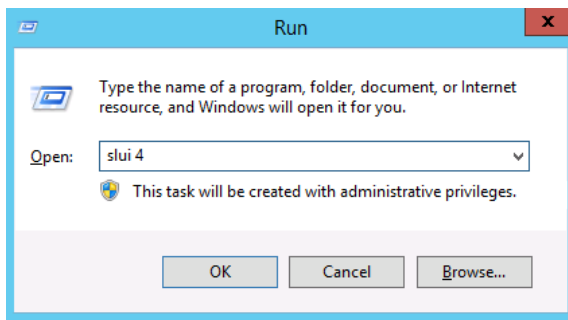 Run
x
Type the name of a program, folder, document, or Internet
resource, and Windows will open it for you.
Open: slui 4
This task will be created with administrative privileges.
OK Cancel Browse...